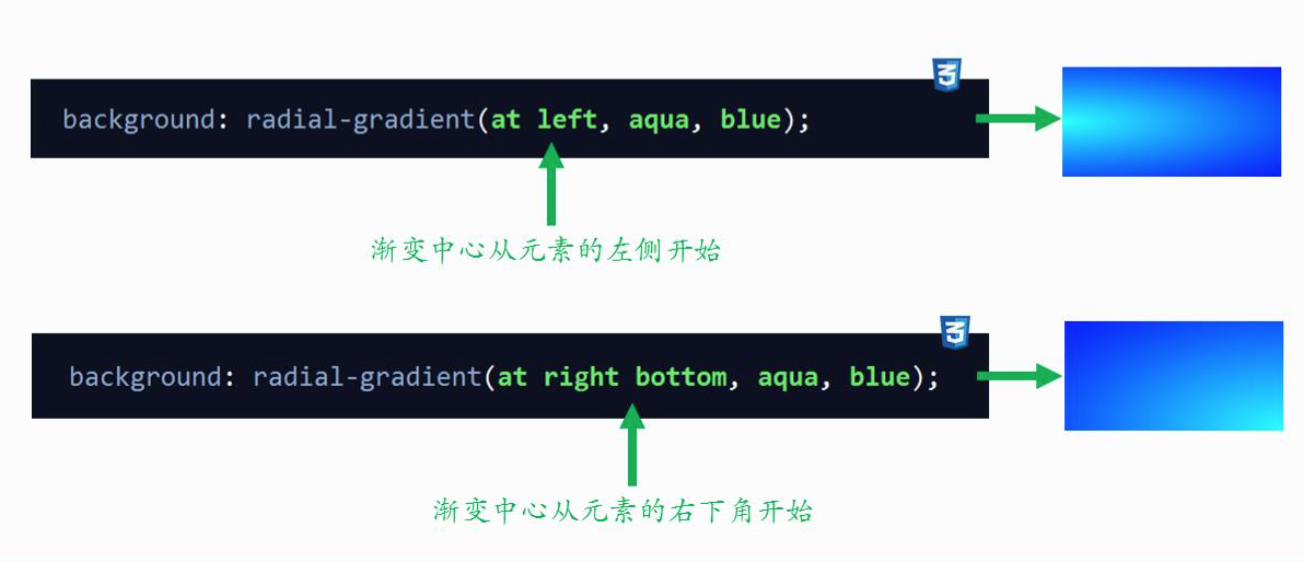 3
background: radial-gradient(at left, aqua, blue);
渐变中心从元素的左侧开始
3
background: radial-gradient(at right bottom, aqua, blue);
渐变中心从元素的右下角开始